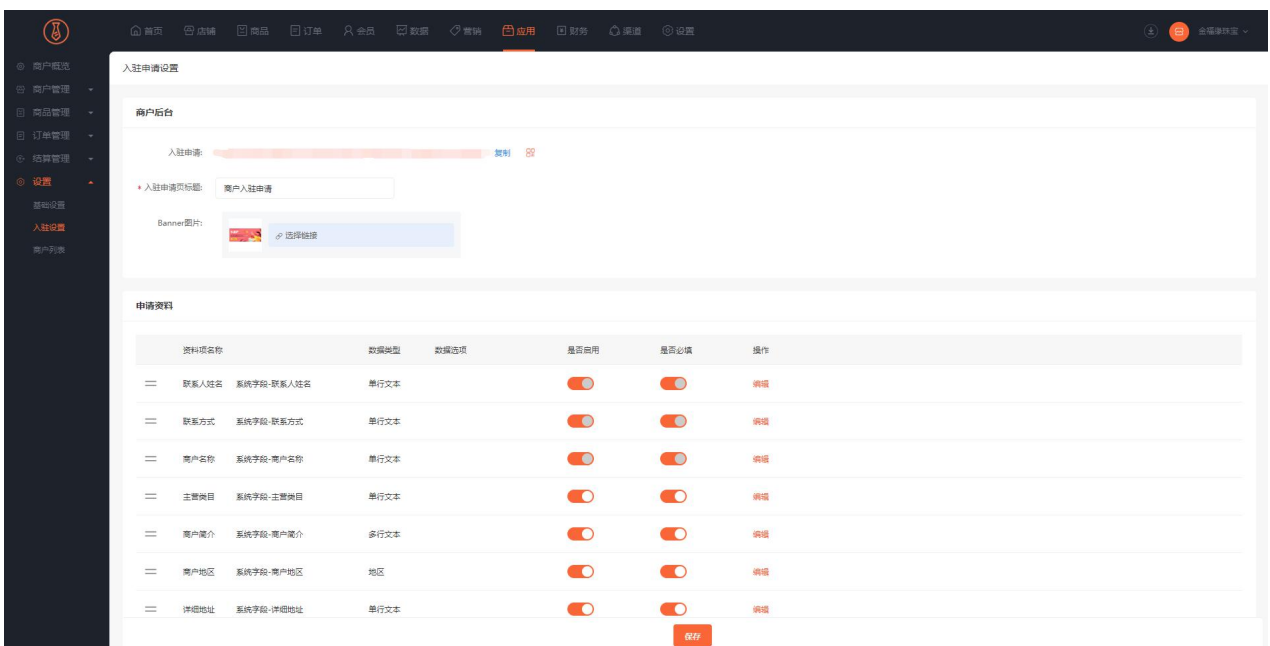 首页 店铺 商品 订单 会员 数据 营销 应用 财务 渠道 设置 金福缘珠宝
商户概览
商户管理
商品管理
订单管理
结算管理
设置
基础设置
入驻设置
商户列表
入驻申请设置
商户后台
入驻申请: 复制
* 入驻申请页标题: 商户入驻申请
Banner图片: 选择链接
申请资料
资料项名称 数据类型 数据选项 是否启用 是否必填 操作
联系人姓名 系统字段-联系人姓名 单行文本 编辑
联系方式 系统字段-联系方式 单行文本 编辑
商户名称 系统字段-商户名称 单行文本 编辑
主营类目 系统字段-主营类目 单行文本 编辑
商户简介 系统字段-商户简介 多行文本 编辑
商户地区 系统字段-商户地区 地区 编辑
详细地址 系统字段-详细地址 单行文本 编辑
保存